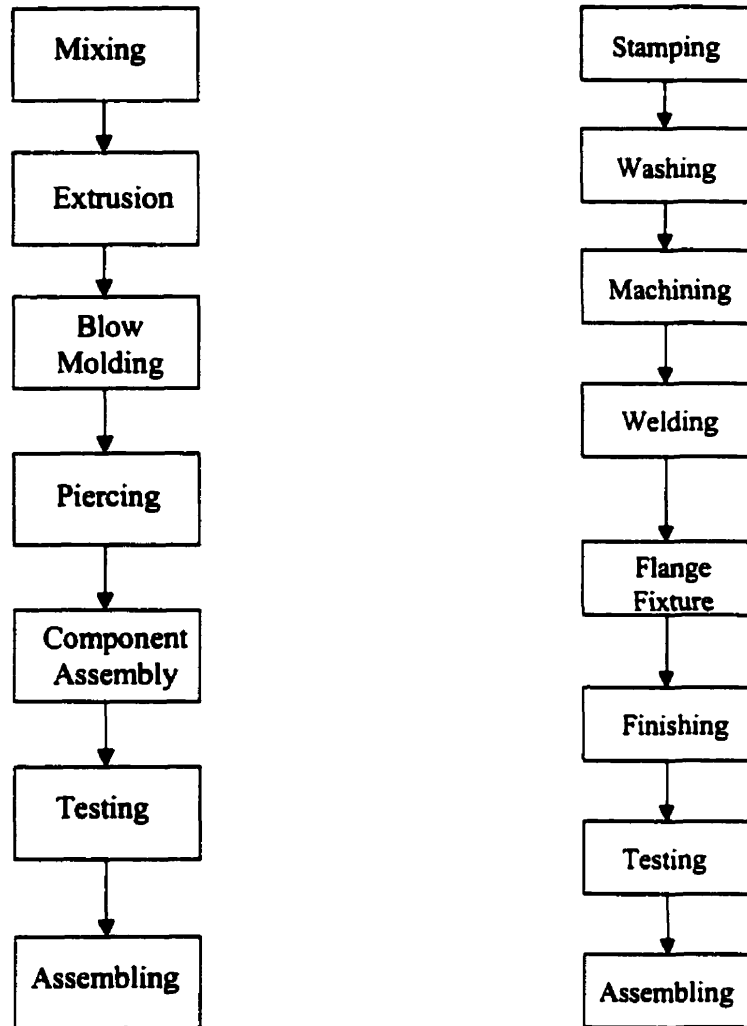 Mixing
Extrusion
Blow
Molding
Piercing
Component
Assembly
Testing
Assembling
Stamping
Washing
Machining
Welding
Flange
Fixture
Finishing
Testing
Assembling